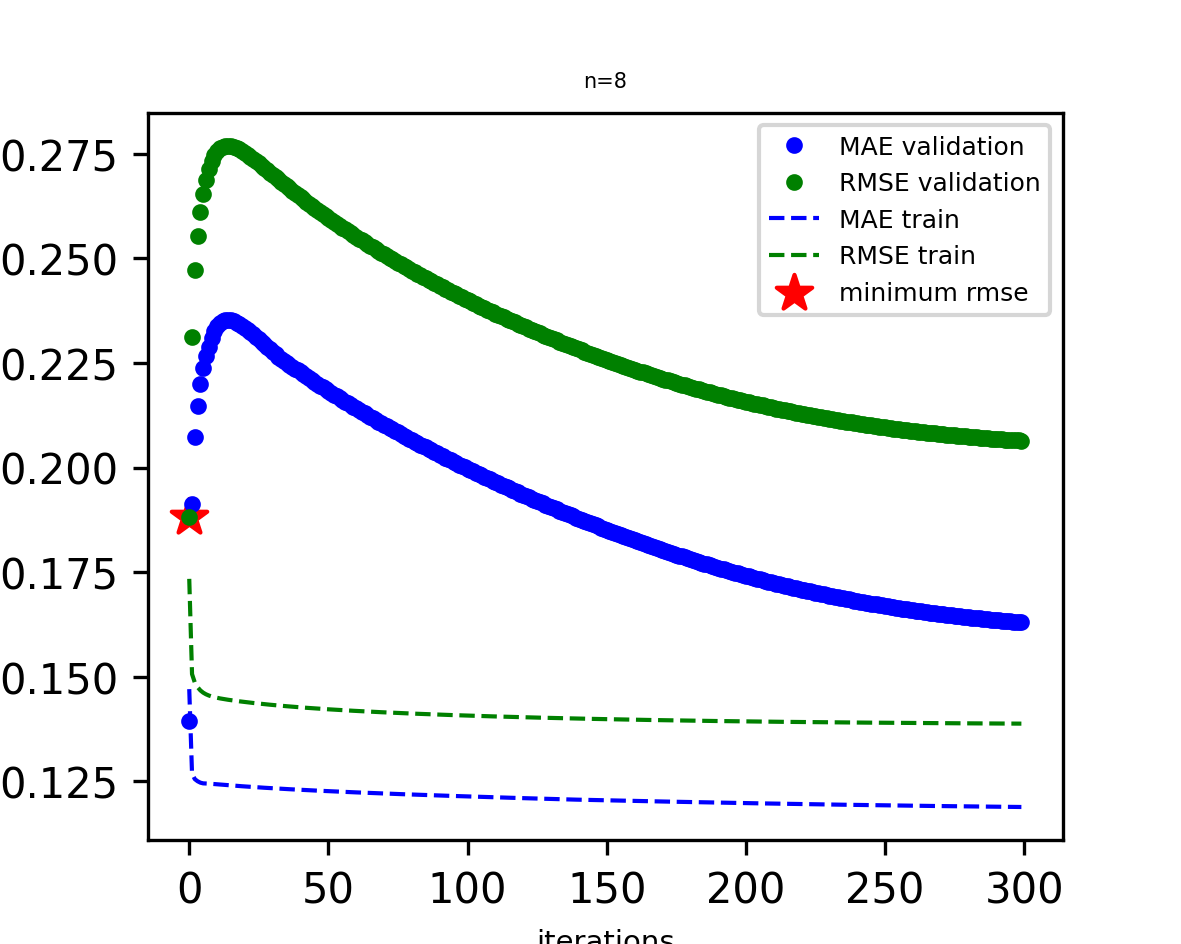 n=8
0.275
0.250
0.225
0.200
0.175
0.150
0.125
MAE validation
RMSE validation
MAE train
RMSE train
minimum rmse
0 50 100 150 200 250 300
iterations